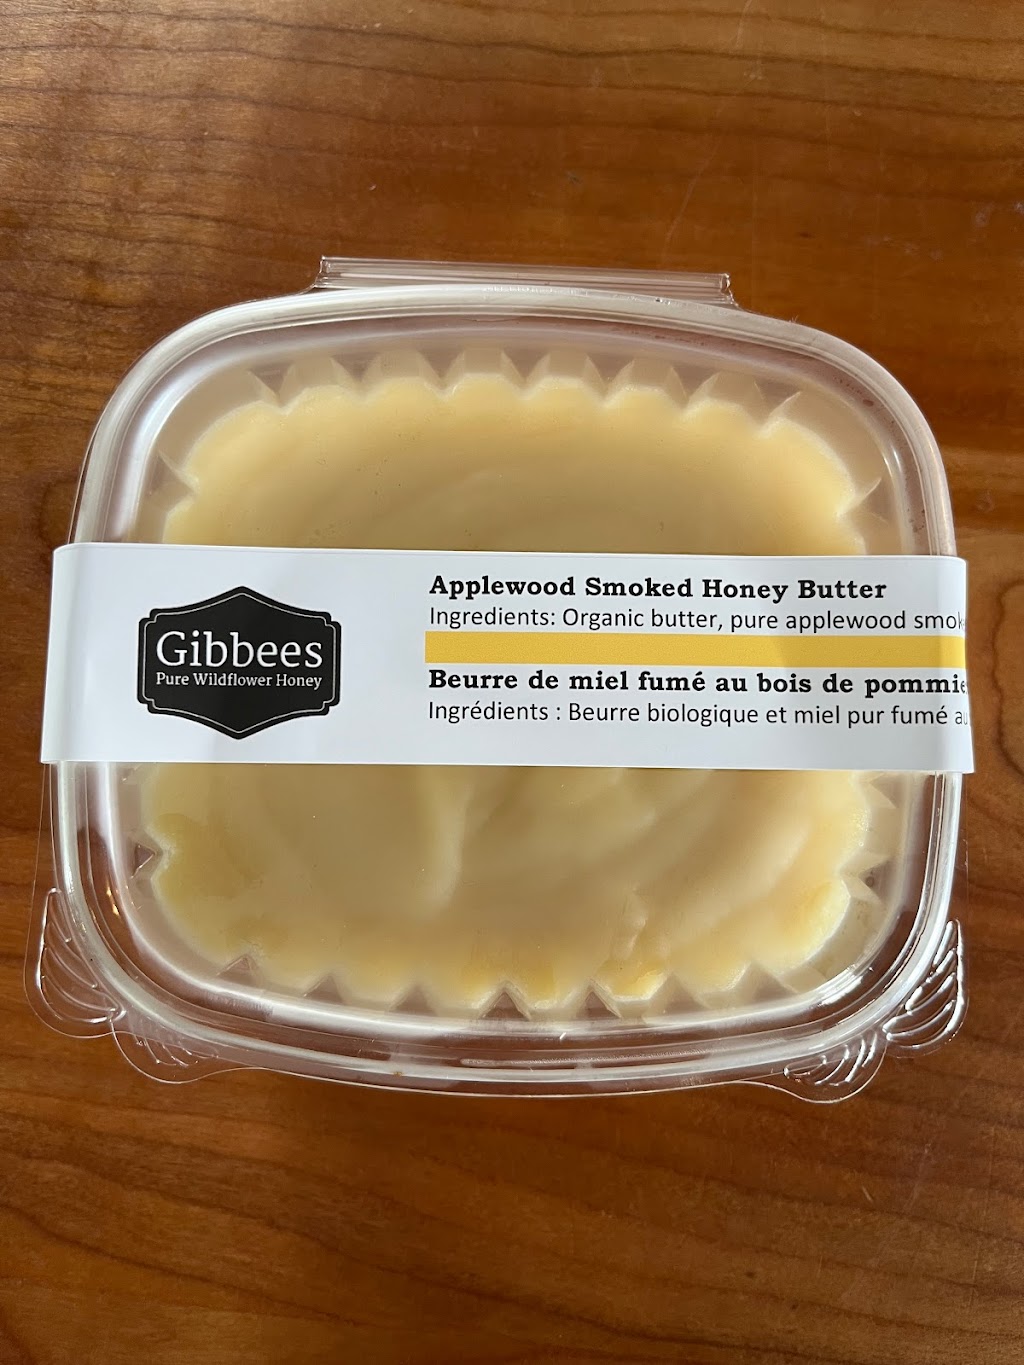 Gibbees
Pure Wildflower Honey
Applewood Smoked Honey Butter
Ingredients: Organic butter, pure applewood
Beurre de miel fumé au bois de
Ingrédients : Beurre biologique et miel pur fumé